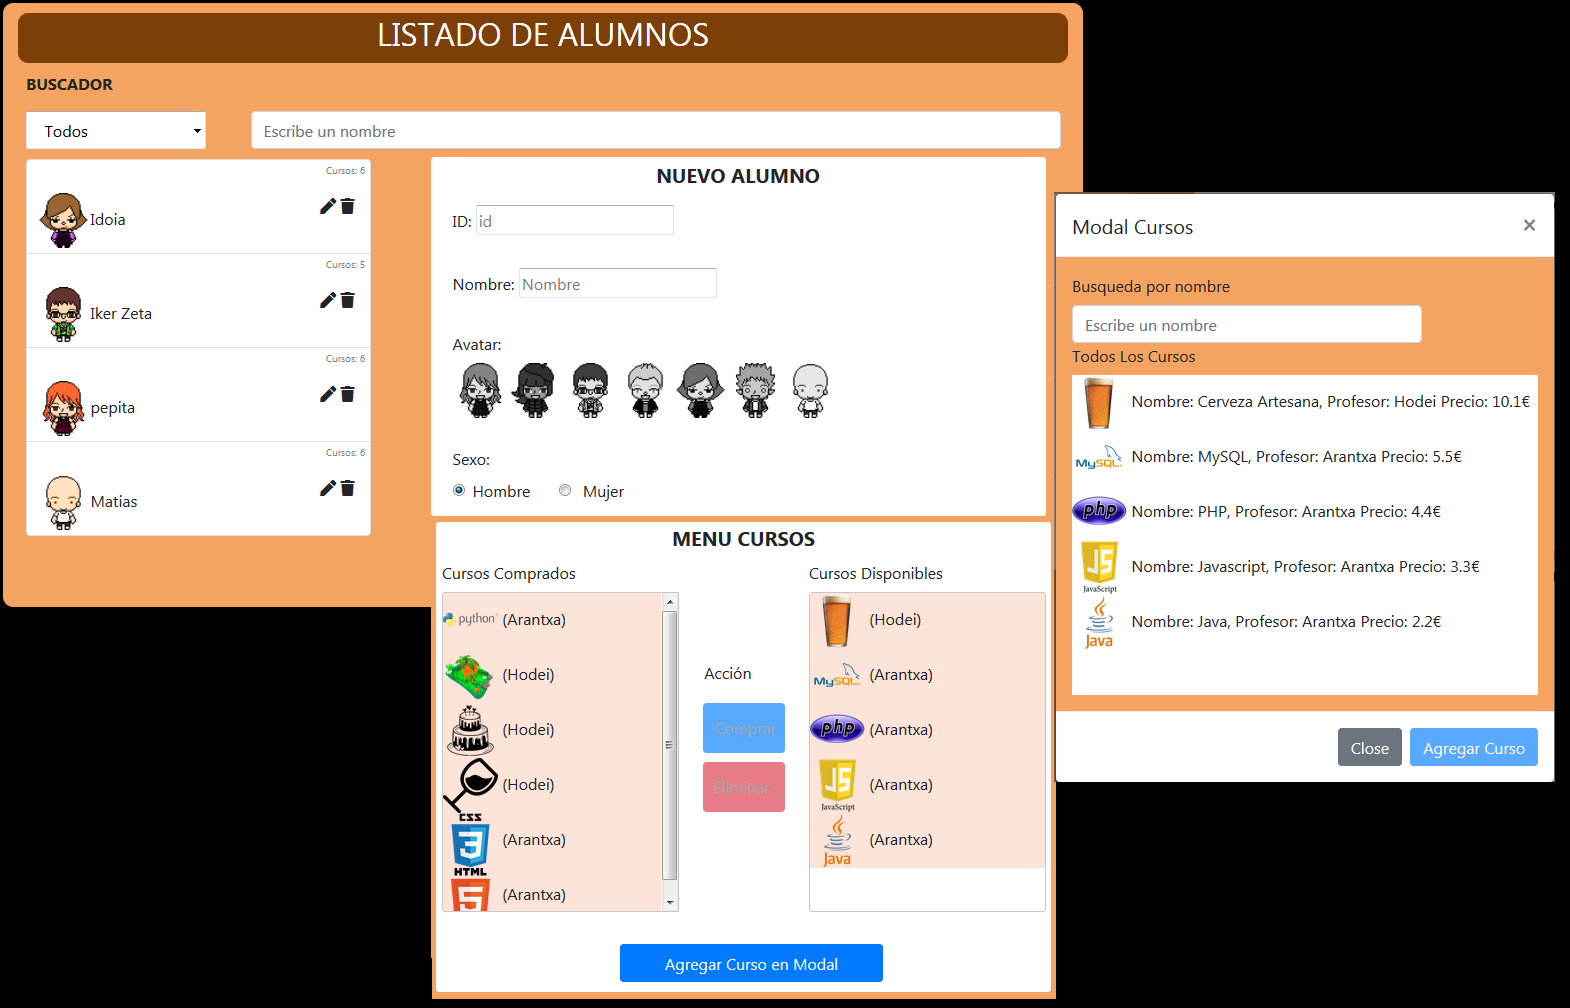 LISTADO DE ALUMNOS
BUSCADOR
Todos
Escribe un nombre
Cursos: 6
Idoia
Cursos: 5
Iker Zeta
Cursos: 6
pepita
Cursos: 6
Matias
NUEVO ALUMNO
ID: id
Nombre: Nombre
Avatar:
Sexo:
Hombre Mujer
MENU CURSOS
Cursos Comprados
python (Arantxa)
(Hodei)
(Hodei)
(Hodei)
CSS
3 (Arantxa)
HTML
5 (Arantxa)
Acción
Comprar
Eliminar
Cursos Disponibles
(Hodei)
MySQL (Arantxa)
php (Arantxa)
JS (Arantxa)
JavaScript
Java (Arantxa)
Agregar Curso en Modal
Modal Cursos ×
Busqueda por nombre
Escribe un nombre
Todos Los Cursos
Nombre: Cerveza Artesana, Profesor: Hodei Precio: 10.1€
MySQL Nombre: MySQL, Profesor: Arantxa Precio: 5.5€
php Nombre: PHP, Profesor: Arantxa Precio: 4.4€
JS Nombre: Javascript, Profesor: Arantxa Precio: 3.3€
JavaScript
Java Nombre: Java, Profesor: Arantxa Precio: 2.2€
Close Agregar Curso